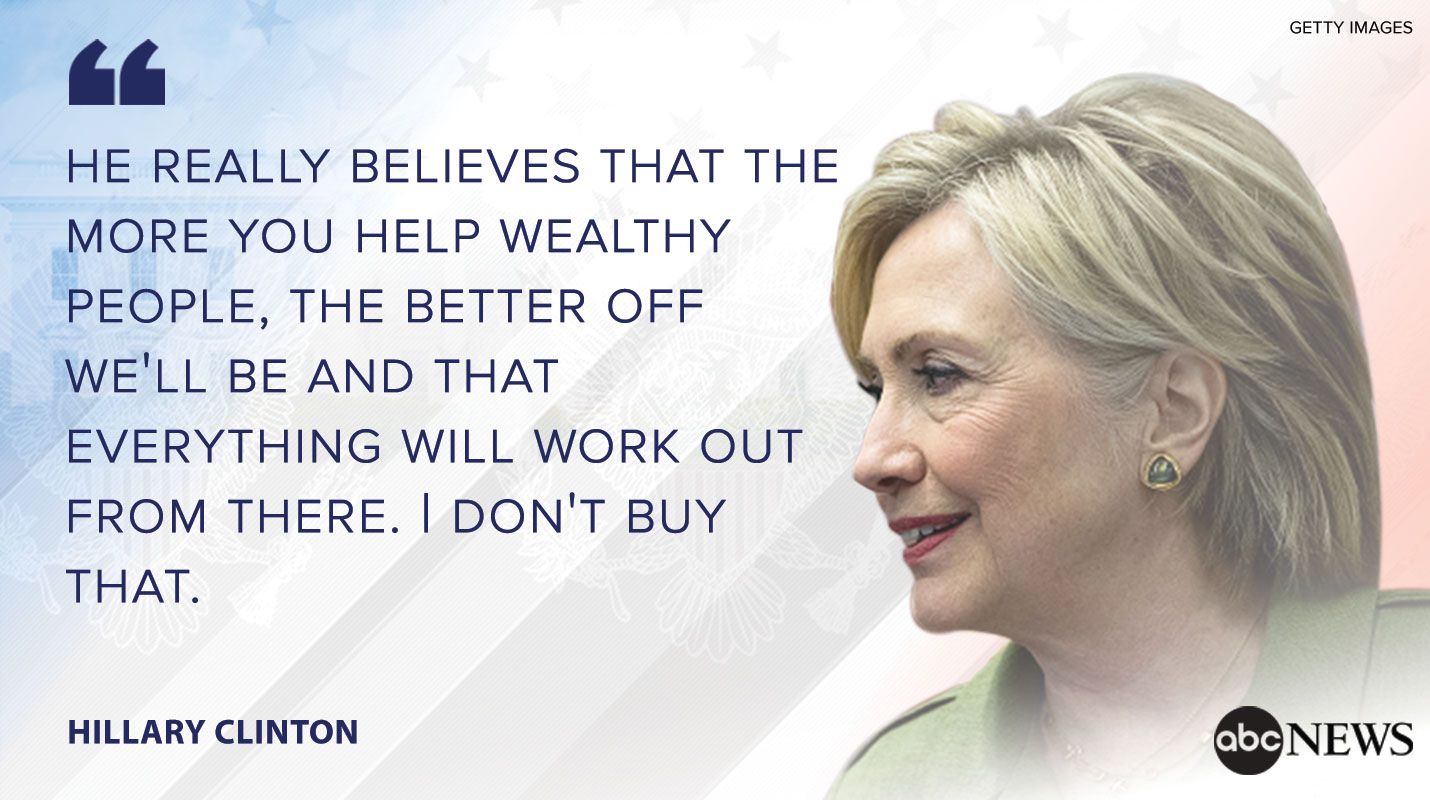 GETTY IMAGES
“
HE REALLY BELIEVES THAT THE
MORE YOU HELP WEALTHY
PEOPLE, THE BETTER OFF
WE'LL BE AND THAT
EVERYTHING WILL WORK OUT
FROM THERE. I DON'T BUY
THAT.
HILLARY CLINTON
abc NEWS